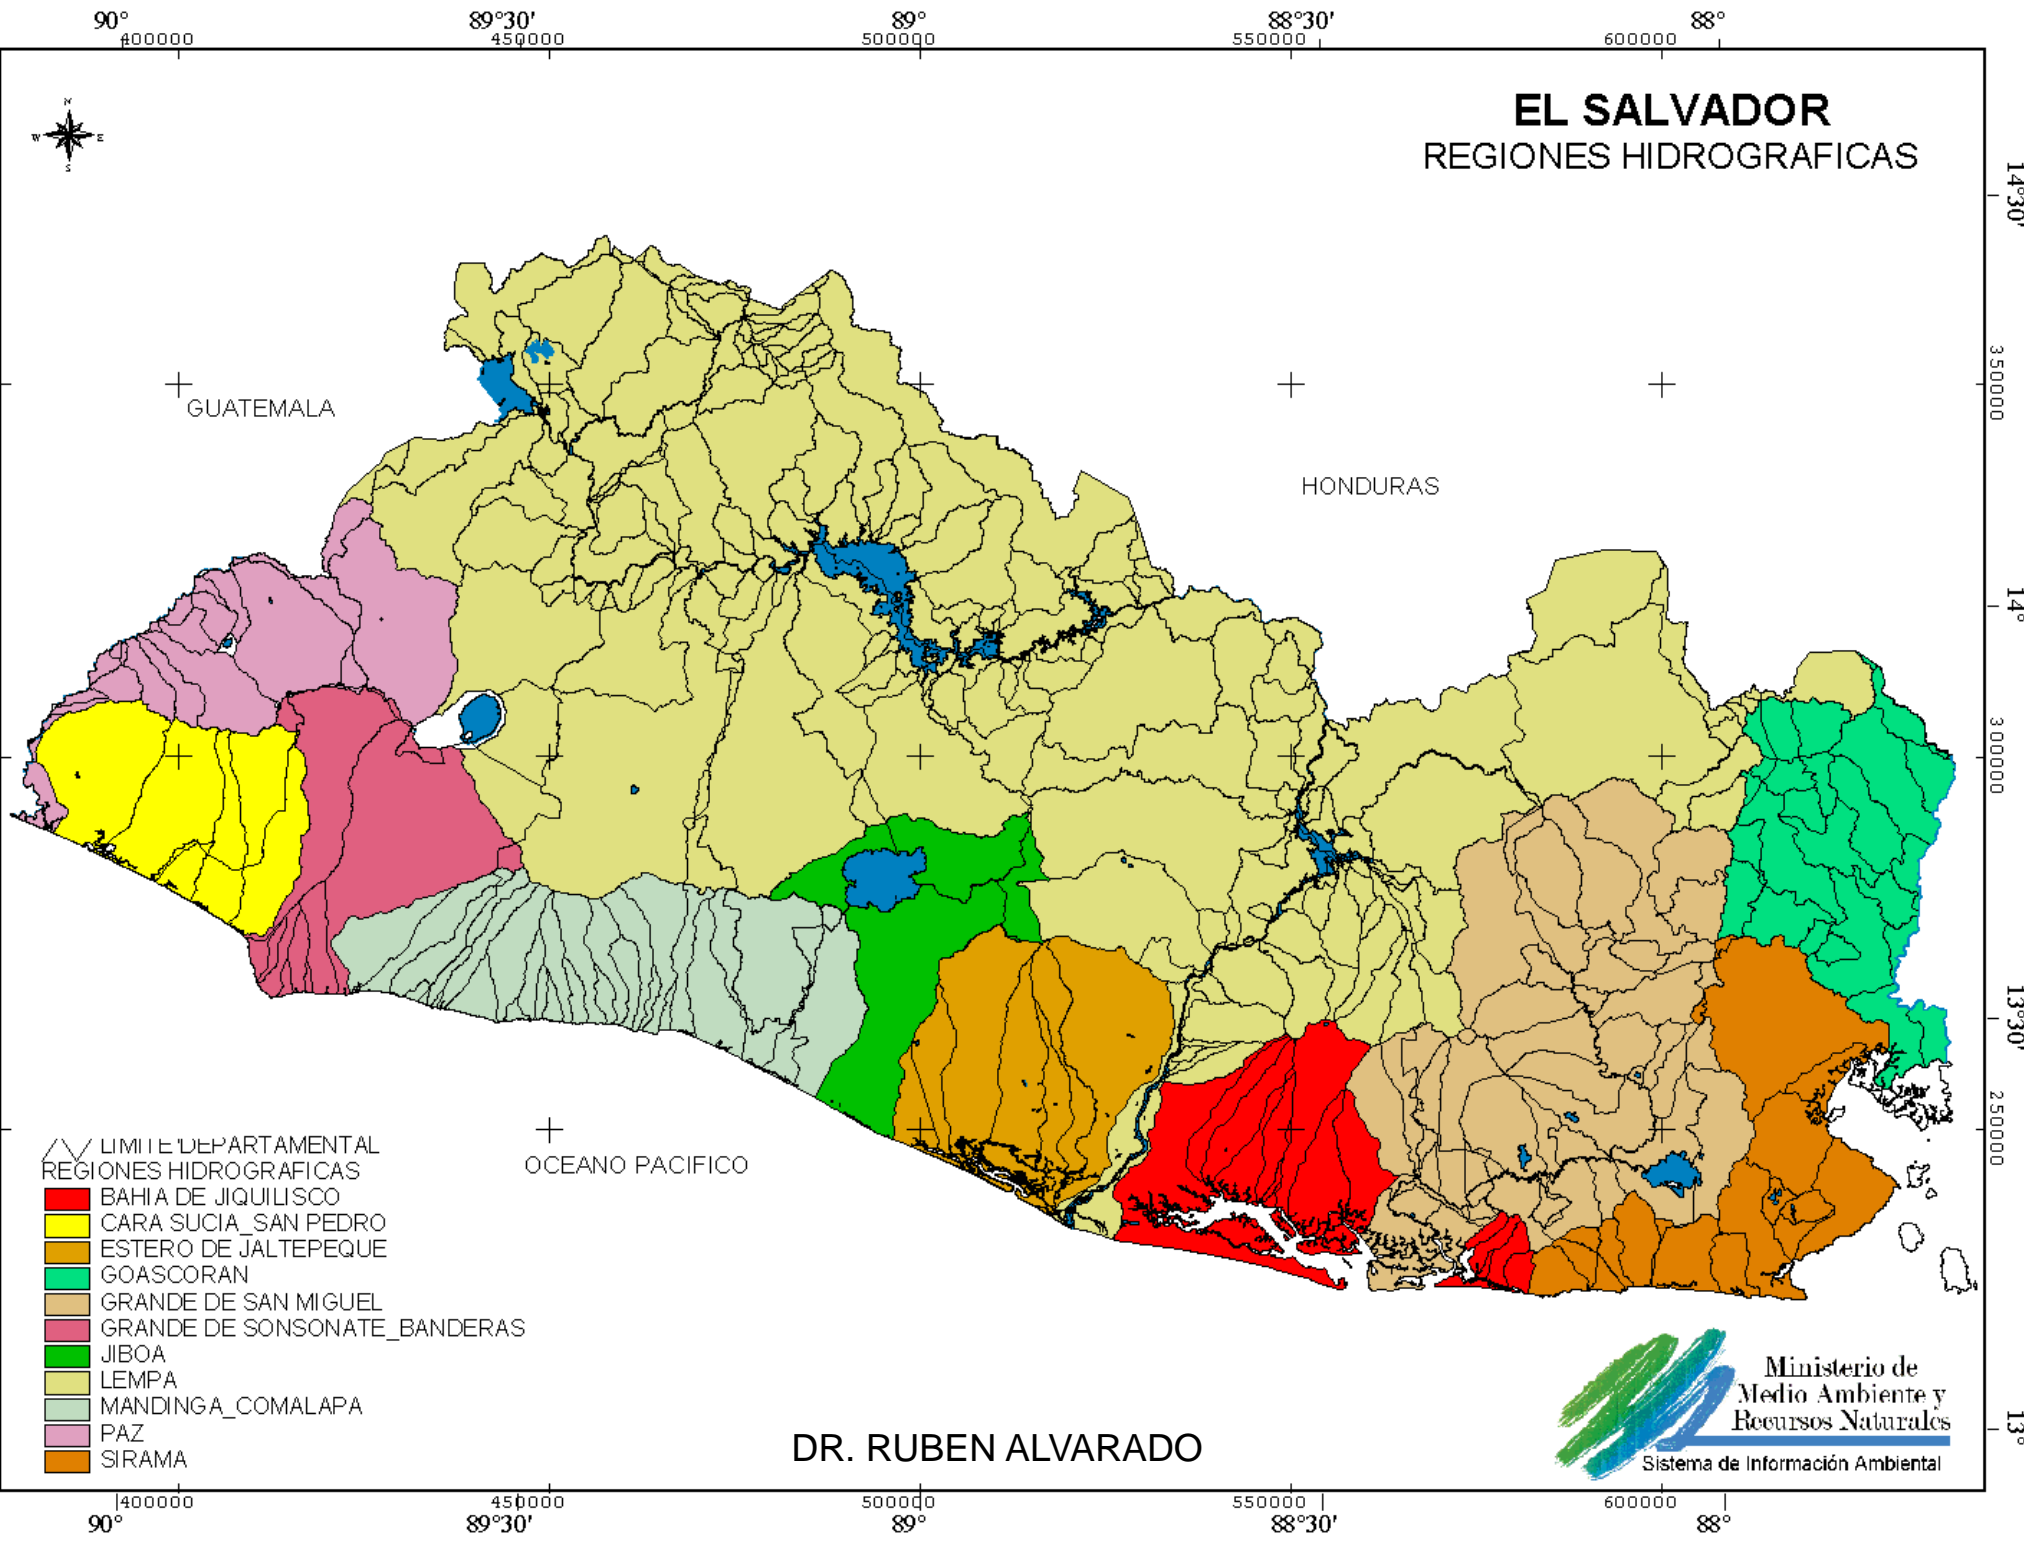 90° 89°30' 89° 88°30' 88°
400000 450000 500000 550000 600000
EL SALVADOR
REGIONES HIDROGRAFICAS
N
W E
S
14°30'
350000
GUATEMALA
HONDURAS
14°
300000
13°30'
250000
OCEANO PACIFICO
LIMITE DEPARTAMENTAL
REGIONES HIDROGRAFICAS
BAHIA DE JIQUILISCO
CARA SUCIA_SAN PEDRO
ESTERO DE JALTEPEQUE
GOASCORAN
GRANDE DE SAN MIGUEL
GRANDE DE SONSONATE_BANDERAS
JIBOA
LEMPA
MANDINGA_COMALAPA
PAZ
SIRAMA
DR. RUBEN ALVARADO
Ministerio de
Medio Ambiente y
Recursos Naturales
Sistema de Información Ambiental
13°
400000 450000 500000 550000 600000
90° 89°30' 89° 88°30' 88°